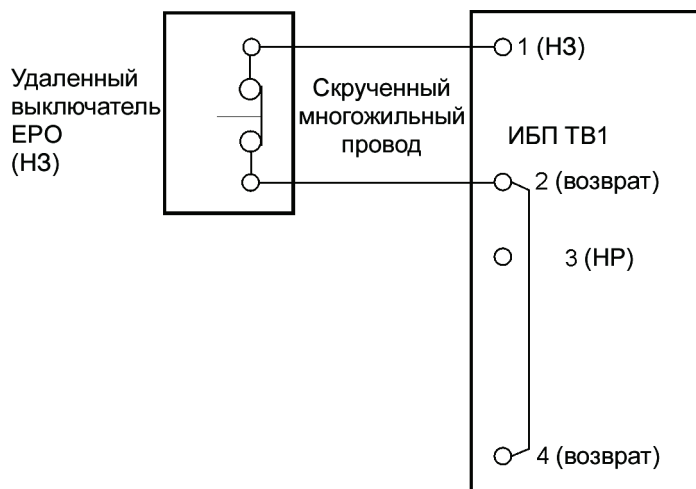 Удаленный
выключатель
EPO
(НЗ)
Скрученный
многожильный
провод
1 (НЗ)
ИБП TB1
2 (возврат)
3 (НР)
4 (возврат)